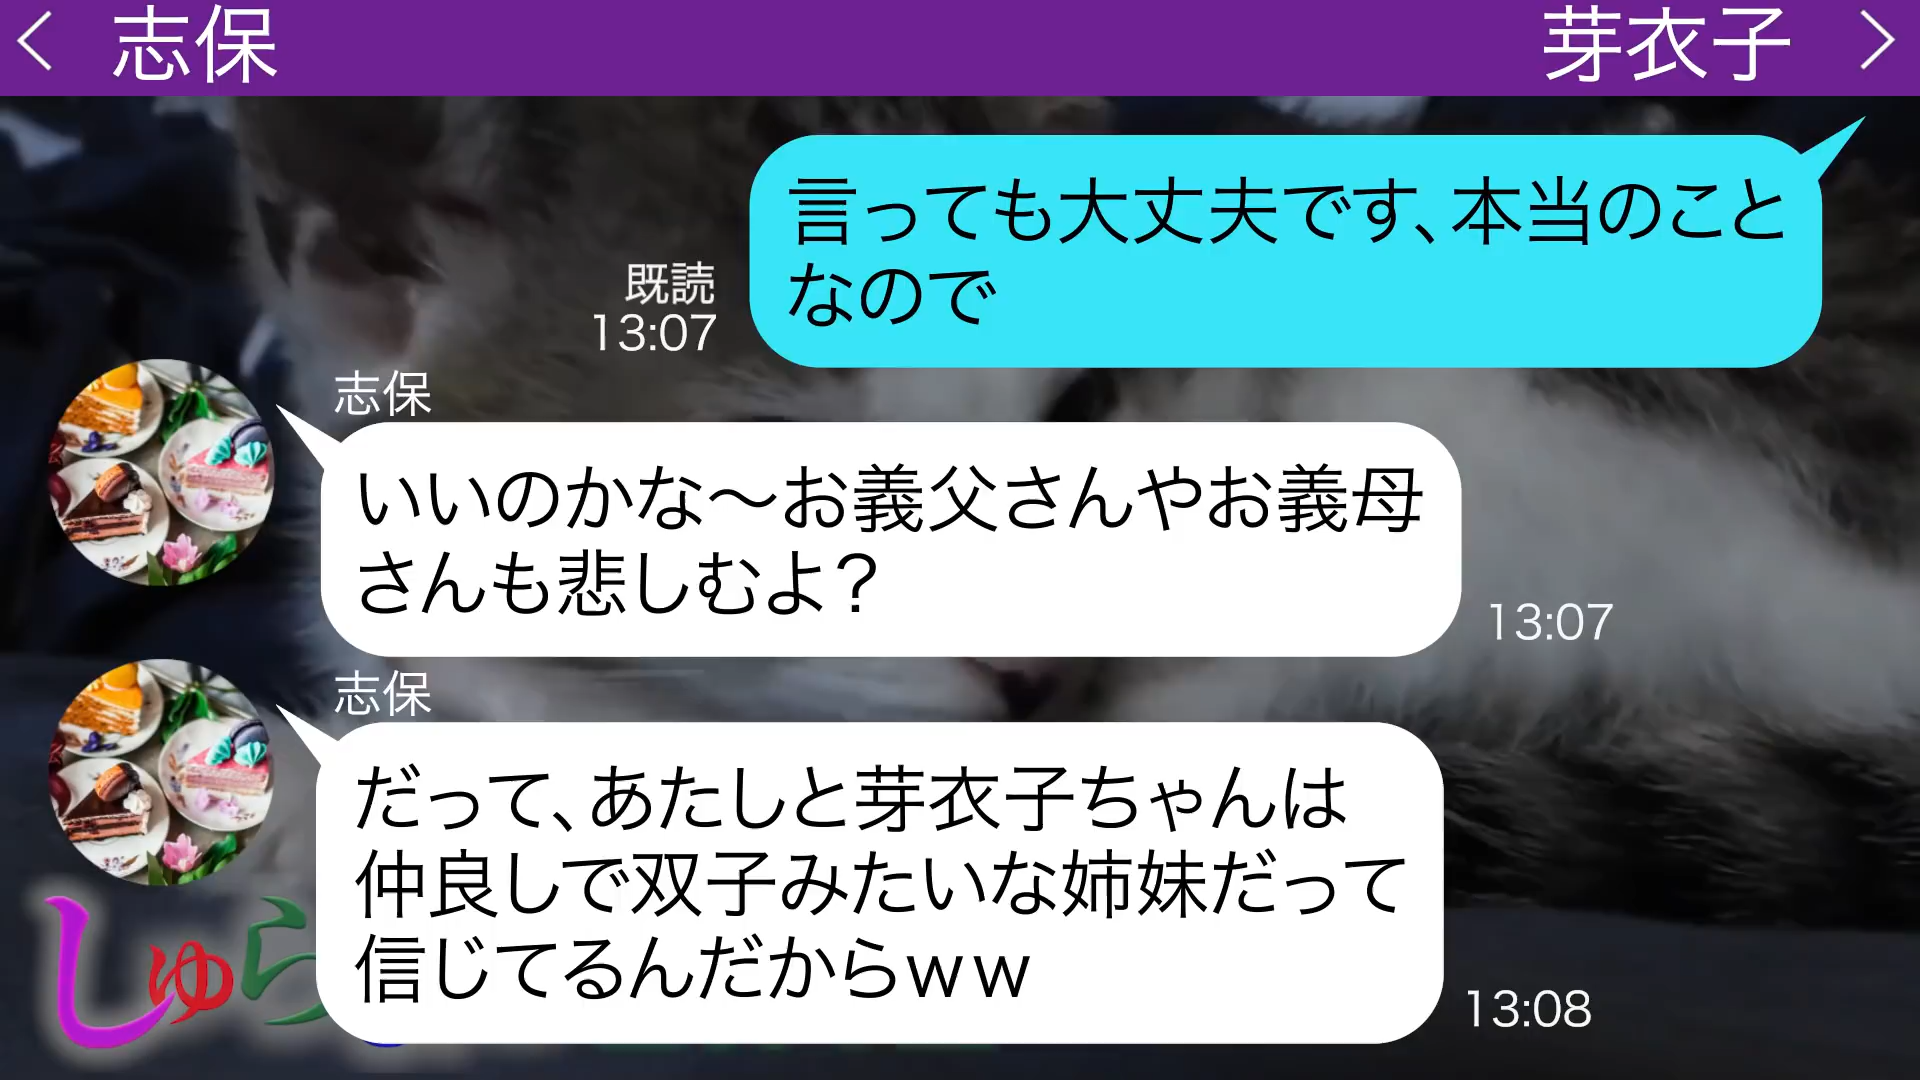 志保
芽衣子
言っても大丈夫です、本当のこと
なので
既読
13:07
志保
いいのかな〜お義父さんやお義母
さんも悲しむよ？
13:07
志保
だって、あたしと芽衣子ちゃんは
仲良しで双子みたいな姉妹だって
信じてるんだからｗｗ
13:08
しゅら